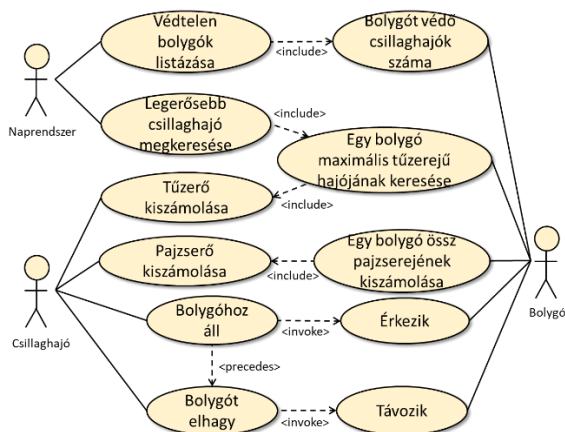 Védtelen
bolygók
listázása
<include>
Bolygót védő
csillaghajók
száma
Naprendszer
Legerősebb
csillaghajó
megkeresése
<include>
Egy bolygó
maximális tűzerejű
hajójának keresése
Tűzerő
kiszámolása
<include>
Pajzserő
kiszámolása
<include>
Egy bolygó össz
pajzserejének
kiszámolása
Csillaghajó
Bolygóhoz
áll
<invoke>
Érkezik
Bolygó
<precedes>
Bolygót
elhagy
<invoke>
Távozik